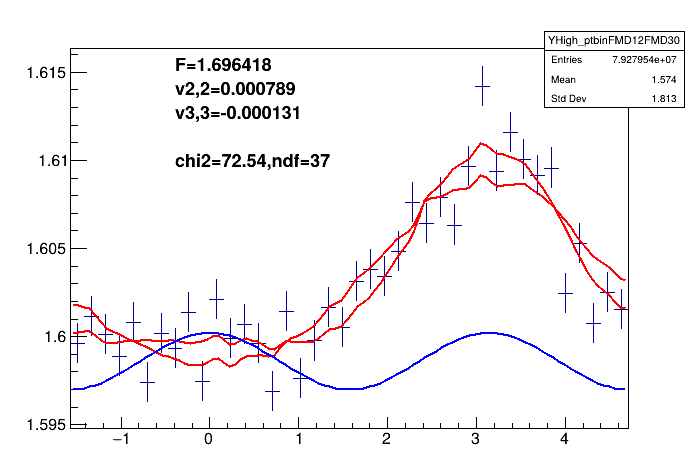 YHigh_ptbinFMD12FMD30
Entries 7.927954e+07
Mean 1.574
Std Dev 1.813
F=1.696418
v2,2=0.000789
v3,3=-0.000131
chi2=72.54,ndf=37
1.615
1.61
1.605
1.6
1.595
−1 0 1 2 3 4